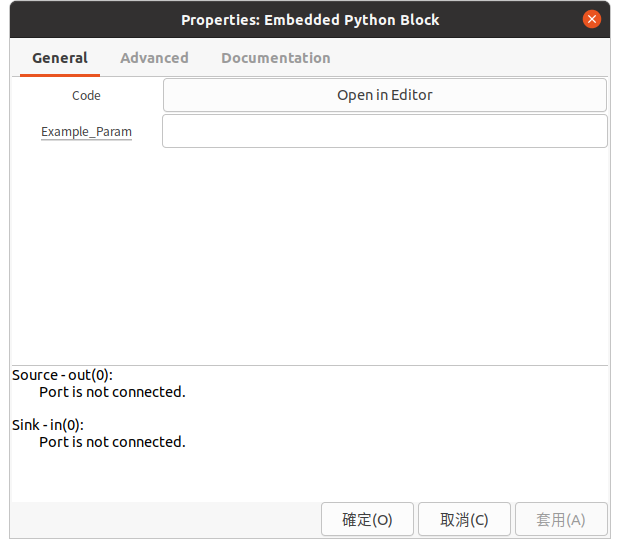 Properties: Embedded Python Block
General Advanced Documentation
Code Open in Editor
Example_Param
Source - out(0):
Port is not connected.
Sink - in(0):
Port is not connected.
確定(O) 取消(C) 套用(A)